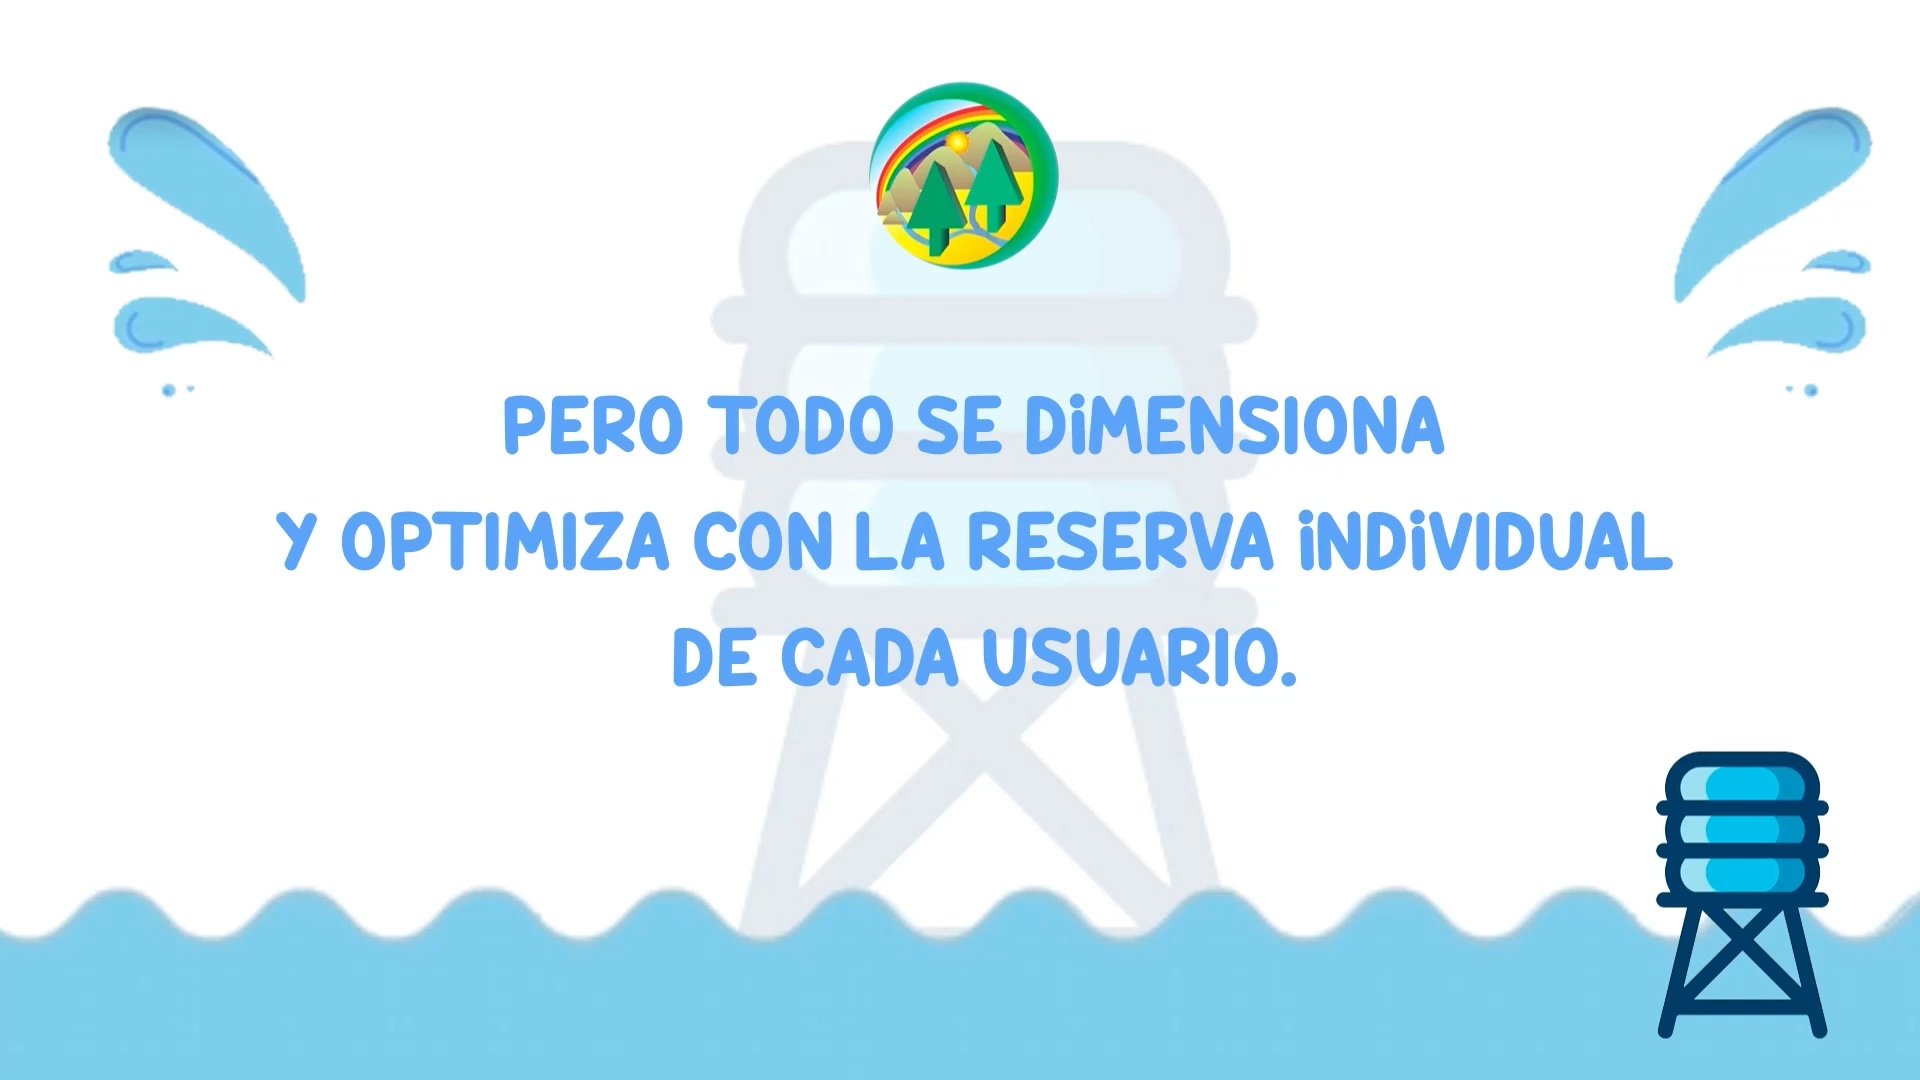 PERO TODO SE DiMENSIONA
Y OPTIMIZA CON LA RESERVA iNDiVIDUAL
DE CADA USUARIO.